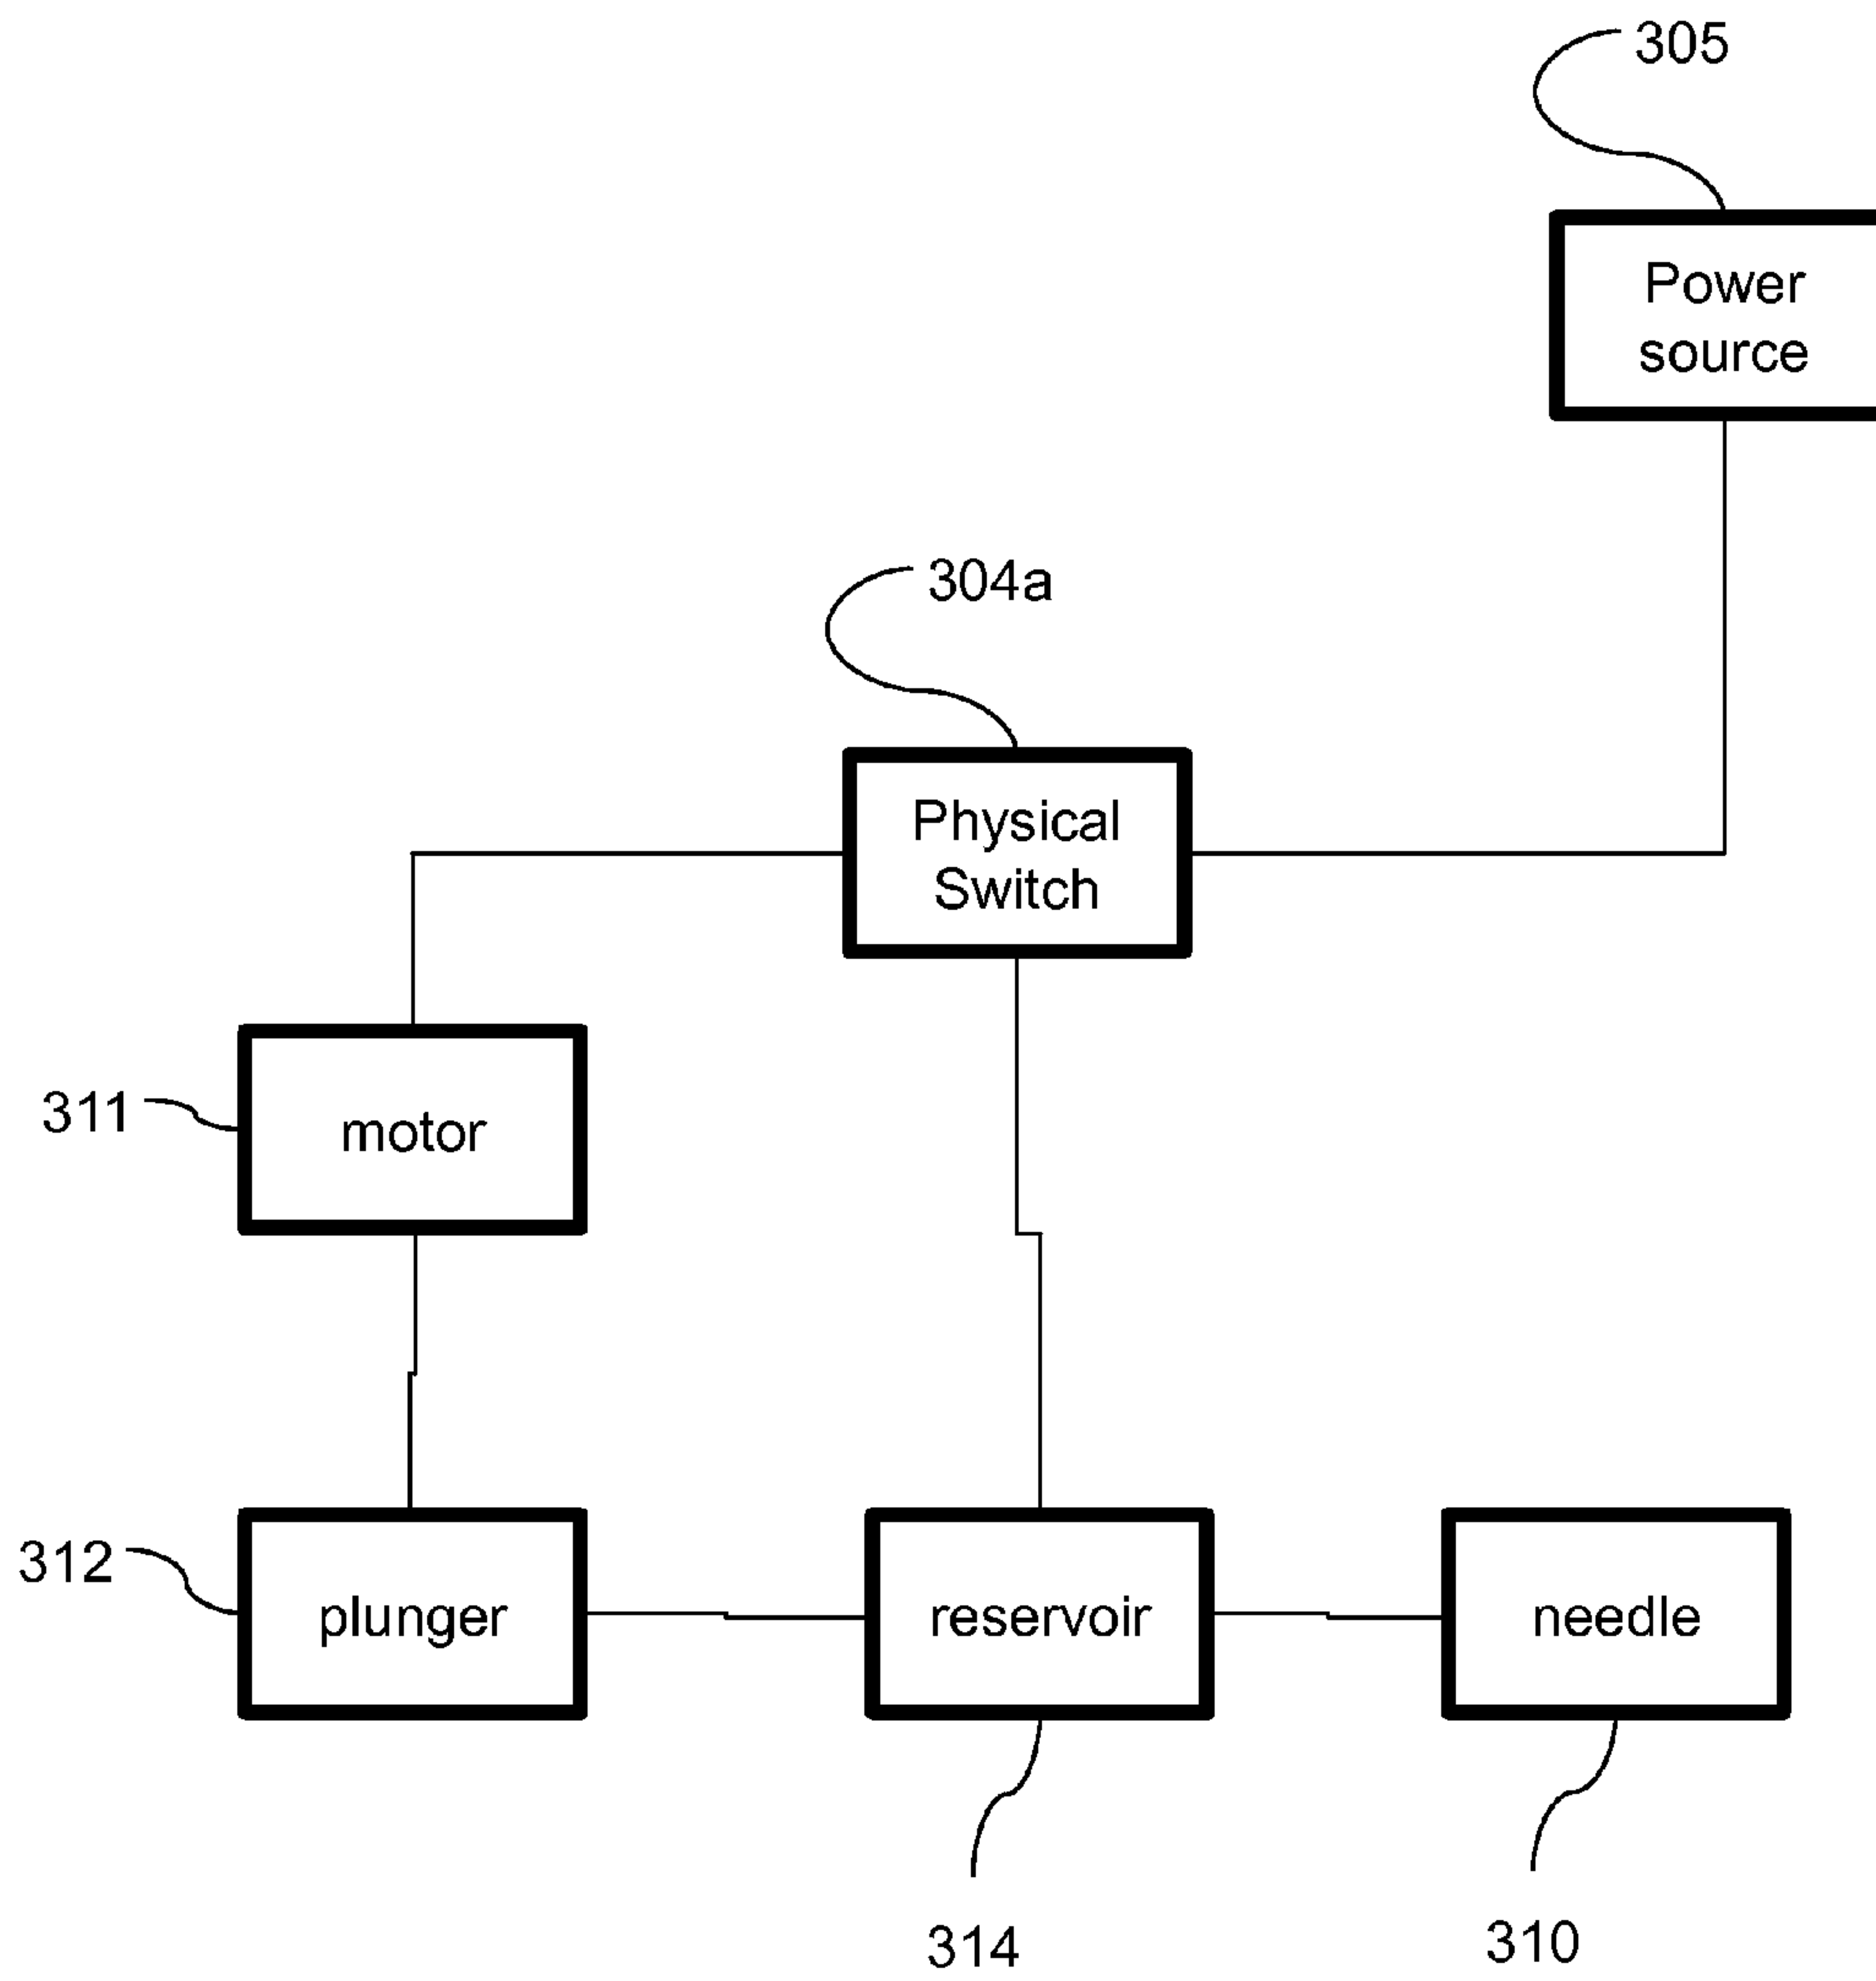 305
Power
source
304a
Physical
Switch
311
motor
312
plunger
reservoir
needle
314
310